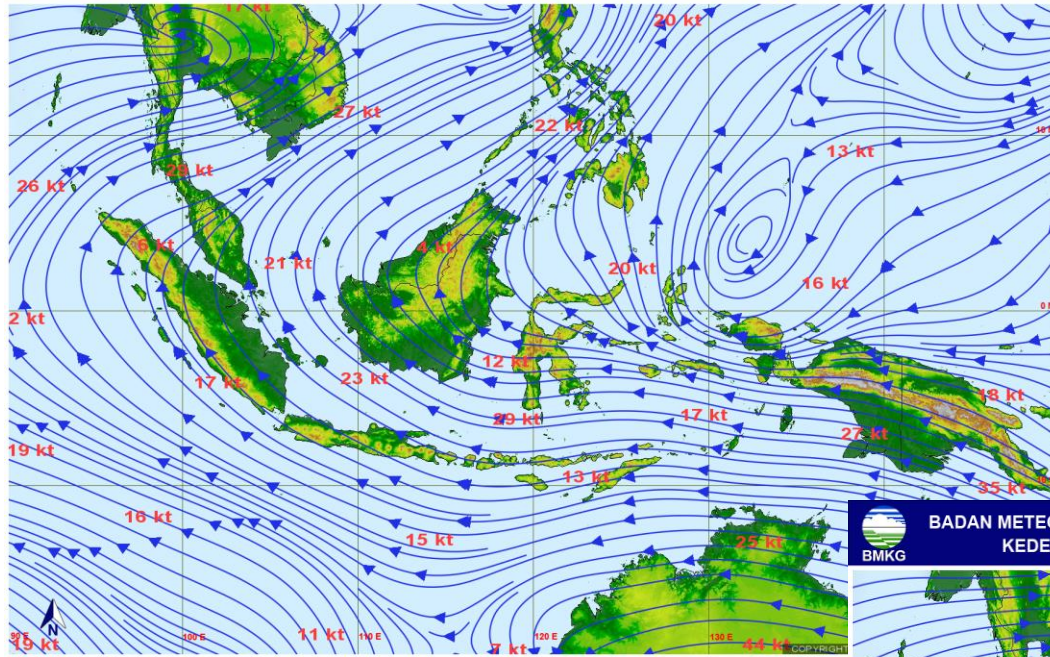 17 kt
20 kt
27 kt
22 kt
13 kt
26 kt
6 kt
4 kt
21 kt
20 kt
16 kt
2 kt
12 kt
17 kt
23 kt
18 kt
29 kt
17 kt
19 kt
27 kt
13 kt
35 kt
16 kt
15 kt
25 kt
BADAN METEO
BMKG
KEDE
N
90 E
100 E
110 E
120 E
130 E
19 kt
11 kt
7 kt
44 kt
COPYRIGHT